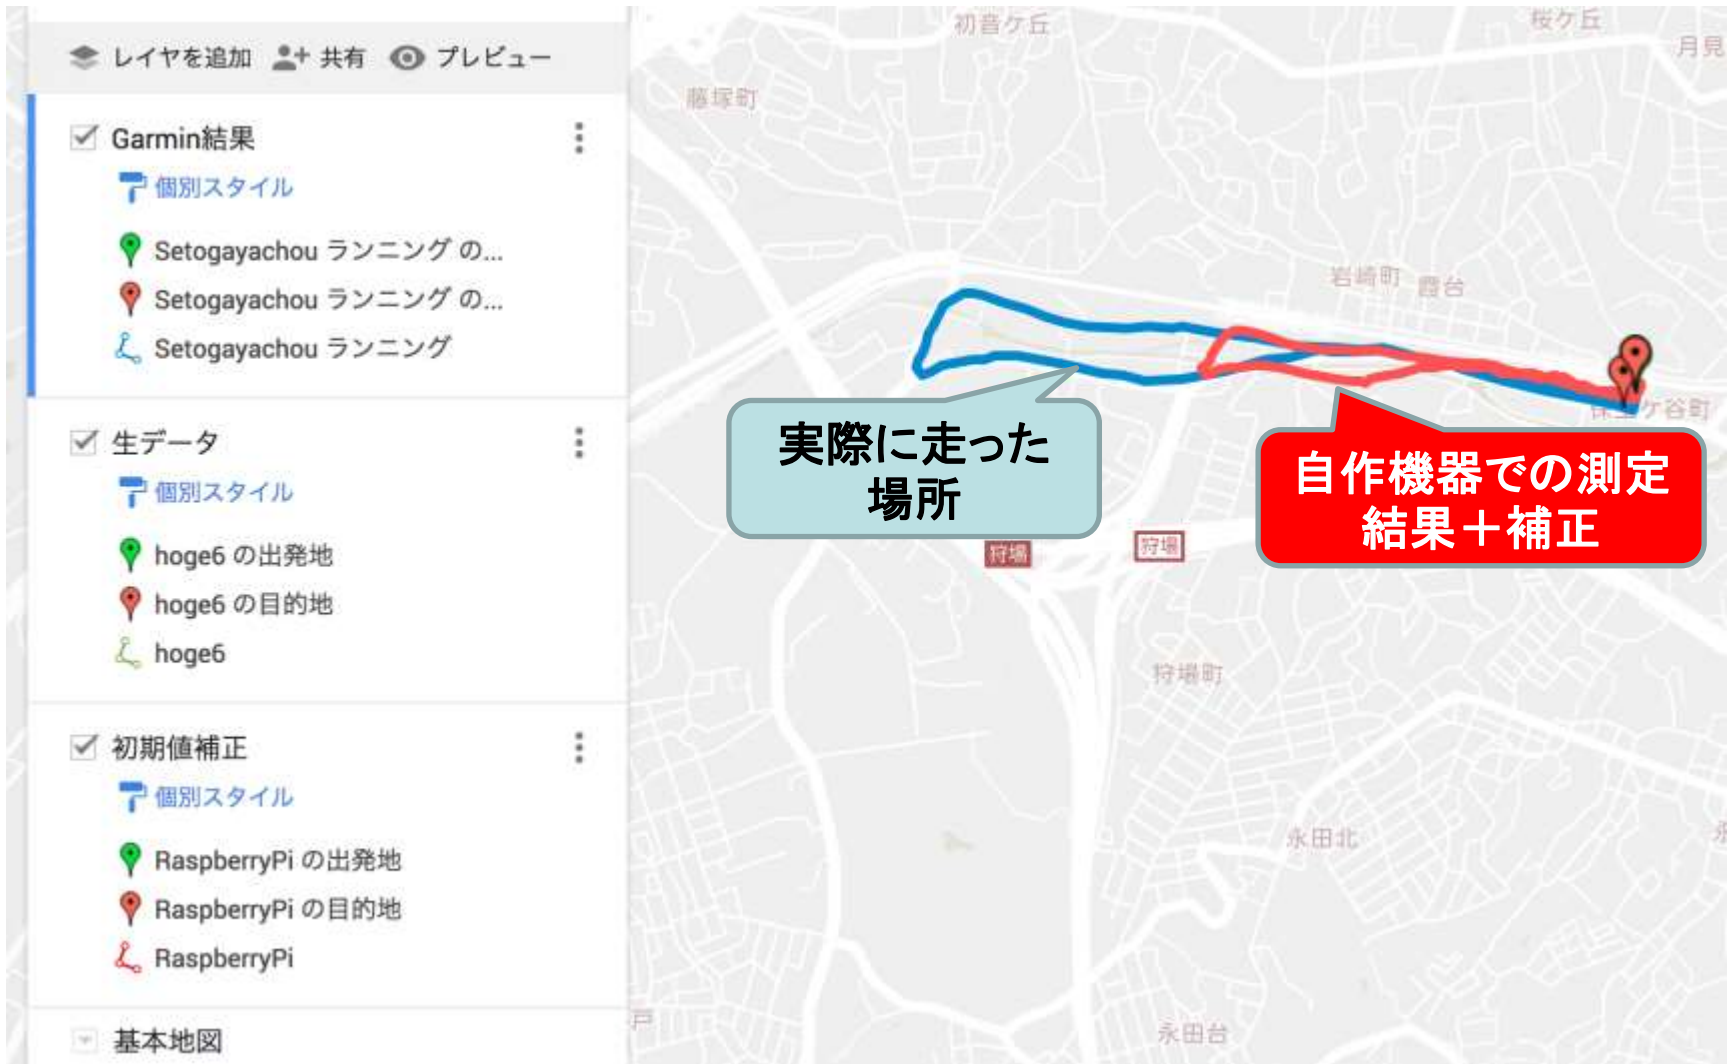 レイヤを追加 共有 プレビュー
Garmin結果
個別スタイル
Setogayachou ランニング の...
Setogayachou ランニング の...
Setogayachou ランニング
生データ
個別スタイル
hoge6 の出発地
hoge6 の目的地
hoge6
初期値補正
個別スタイル
RaspberryPi の出発地
RaspberryPi の目的地
RaspberryPi
基本地図
初音ケ丘
桜ケ丘
月見
藤塚町
岩崎町
霞台
ケ谷町
実際に走った
場所
自作機器での測定
結果＋補正
狩場
狩場
狩場町
永田北
戸
永田台